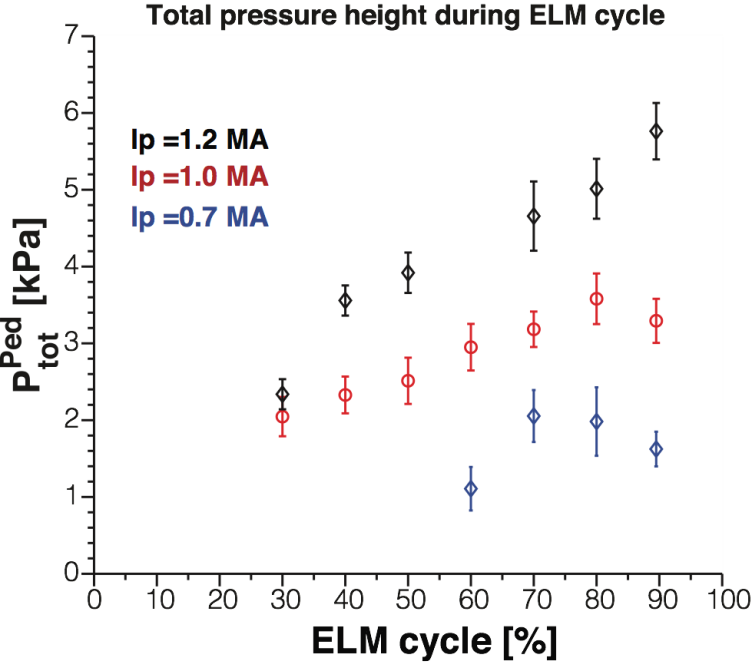 Total pressure height during ELM cycle
7
6
5
4
3
2
1
0
Ip =1.2 MA
Ip =1.0 MA
Ip =0.7 MA
P Ped tot [kPa]
0 10 20 30 40 50 60 70 80 90 100
ELM cycle [%]